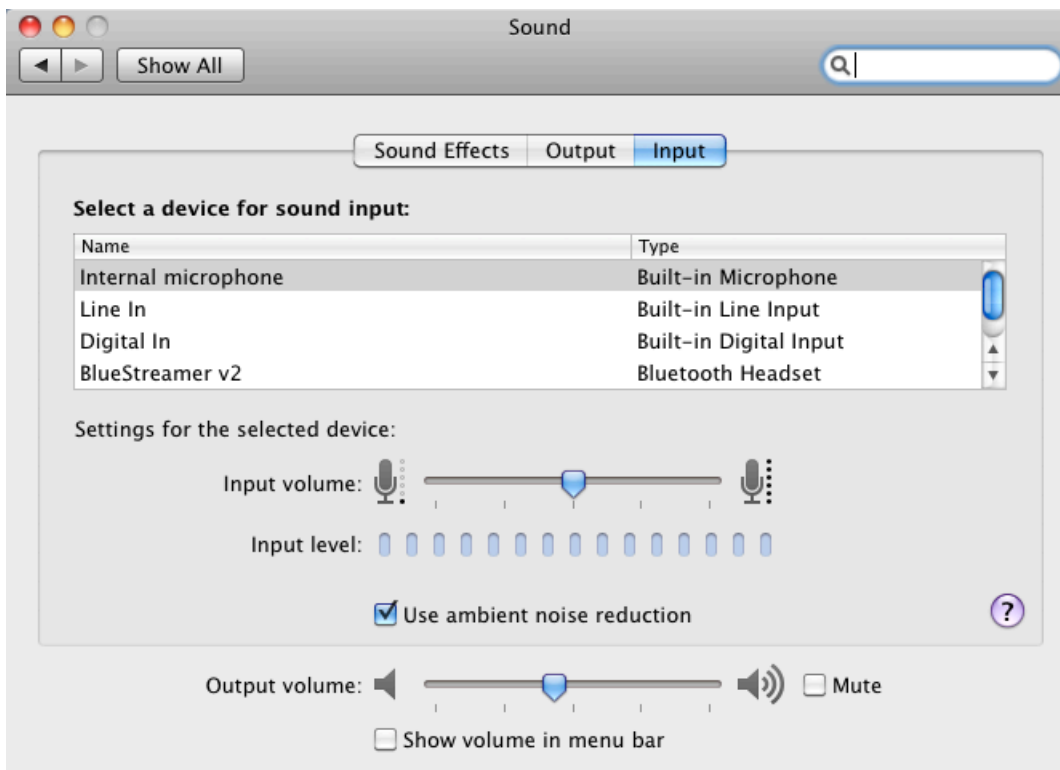 Sound
Show All
Sound Effects Output Input
Select a device for sound input:
Name Type
Internal microphone Built-in Microphone
Line In Built-in Line Input
Digital In Built-in Digital Input
BlueStreamer v2 Bluetooth Headset
Settings for the selected device:
Input volume:
Input level:
Use ambient noise reduction ?
Output volume: Mute
Show volume in menu bar